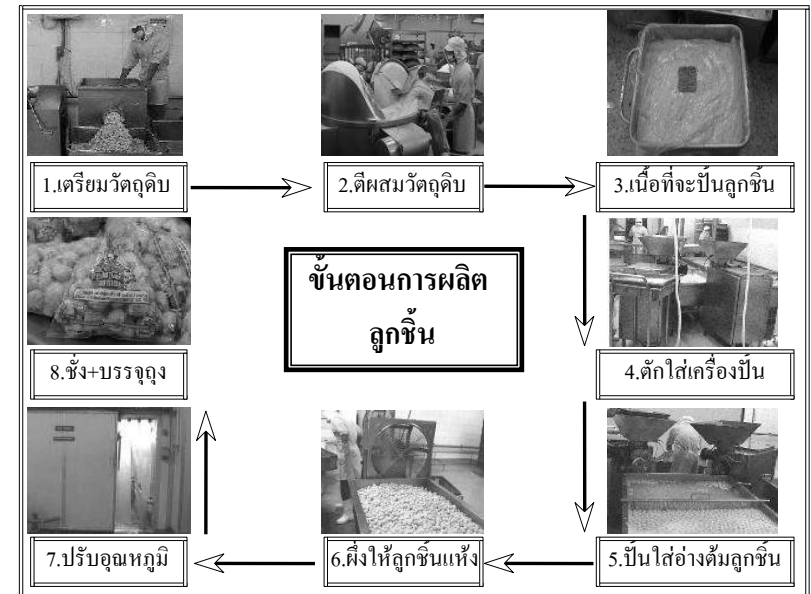 1.เตรียมวัตถุดิบ
2.ตีผสมวัตถุดิบ
3.เนื้อที่จะปั้นลูกชิ้น
ขั้นตอนการผลิต
ลูกชิ้น
4.ตักใส่เครื่องปั้น
5.ปั้นใส่อ่างต้มลูกชิ้น
6.ผึ่งให้ลูกชิ้นแห้ง
7.ปรับอุณหภูมิ
8.ชั่ง+บรรจุถุง